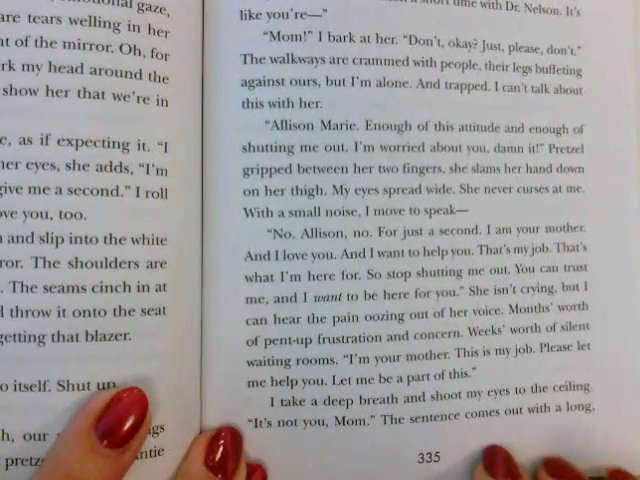 ional gaze,
are tears welling in her
nt of the mirror. Oh, for
rk my head around the
show her that we're in
e, as if expecting it. "I
her eyes, she adds, "I'm
give me a second." I roll
ove you, too.
and slip into the white
ror. The shoulders are
. The seams cinch in at
I throw it onto the seat
getting that blazer.
o itself. Shut up
h, our
gs
pretz
ntie
time with Dr. Nelson. It's
like you're—"
"Mom!" I bark at her. "Don't, okay? Just, please, don't."
The walkways are crammed with people, their legs buffeting
against ours, but I'm alone. And trapped. I can't talk about
this with her.
"Allison Marie. Enough of this attitude and enough of
shutting me out. I'm worried about you, damn it!" Pretzel
gripped between her two fingers, she slams her hand down
on her thigh. My eyes spread wide. She never curses at me.
With a small noise, I move to speak—
"No. Allison, no. For just a second. I am your mother.
And I love you. And I want to help you. That's my job. That's
what I'm here for. So stop shutting me out. You can trust
me, and I want to be here for you." She isn't crying, but I
can hear the pain oozing out of her voice. Months' worth
of pent-up frustration and concern. Weeks' worth of silent
waiting rooms. "I'm your mother. This is my job. Please let
me help you. Let me be a part of this."
I take a deep breath and shoot my eyes to the ceiling.
"It's not you, Mom." The sentence comes out with a long,
335